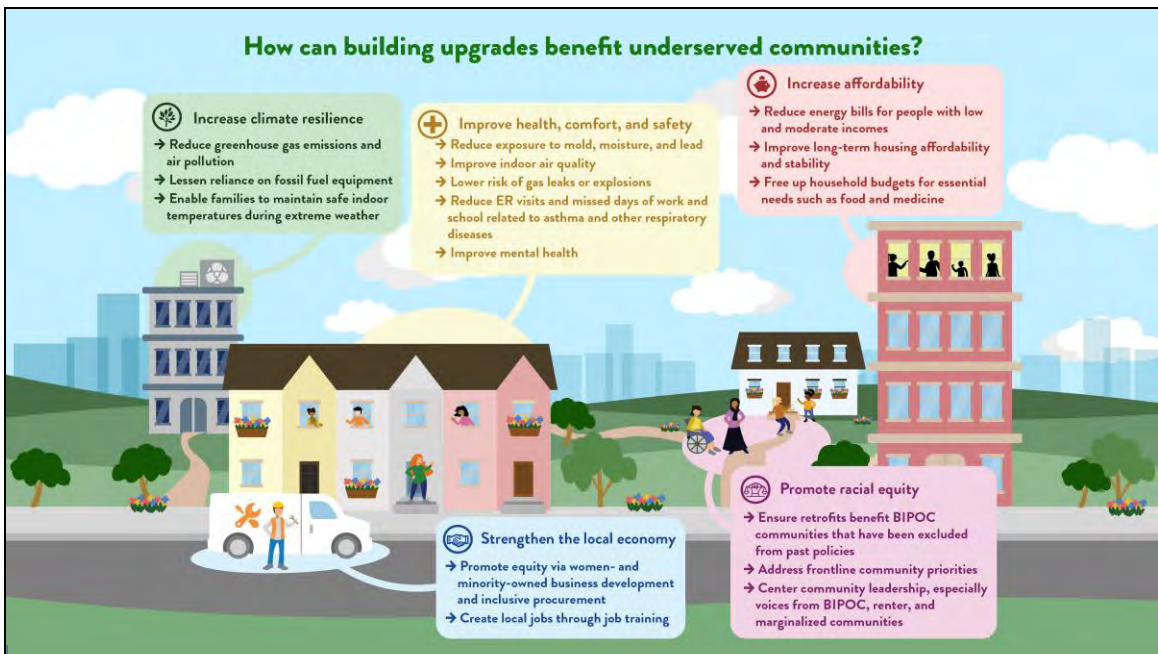 How can building upgrades benefit underserved communities?
Increase climate resilience
→ Reduce greenhouse gas emissions and
air pollution
→ Lessen reliance on fossil fuel equipment
→ Enable families to maintain safe indoor
temperatures during extreme weather
Improve health, comfort, and safety
→ Reduce exposure to mold, moisture, and lead
→ Improve indoor air quality
→ Lower risk of gas leaks or explosions
→ Reduce ER visits and missed days of work and
school related to asthma and other respiratory
diseases
→ Improve mental health
Increase affordability
→ Reduce energy bills for people with low
and moderate incomes
→ Improve long-term housing affordability
and stability
→ Free up household budgets for essential
needs such as food and medicine
Strengthen the local economy
→ Promote equity via women- and
minority-owned business development
and inclusive procurement
→ Create local jobs through job training
Promote racial equity
→ Ensure retrofits benefit BIPOC
communities that have been excluded
from past policies
→ Address frontline community priorities
→ Center community leadership, especially
voices from BIPOC, renter, and
marginalized communities